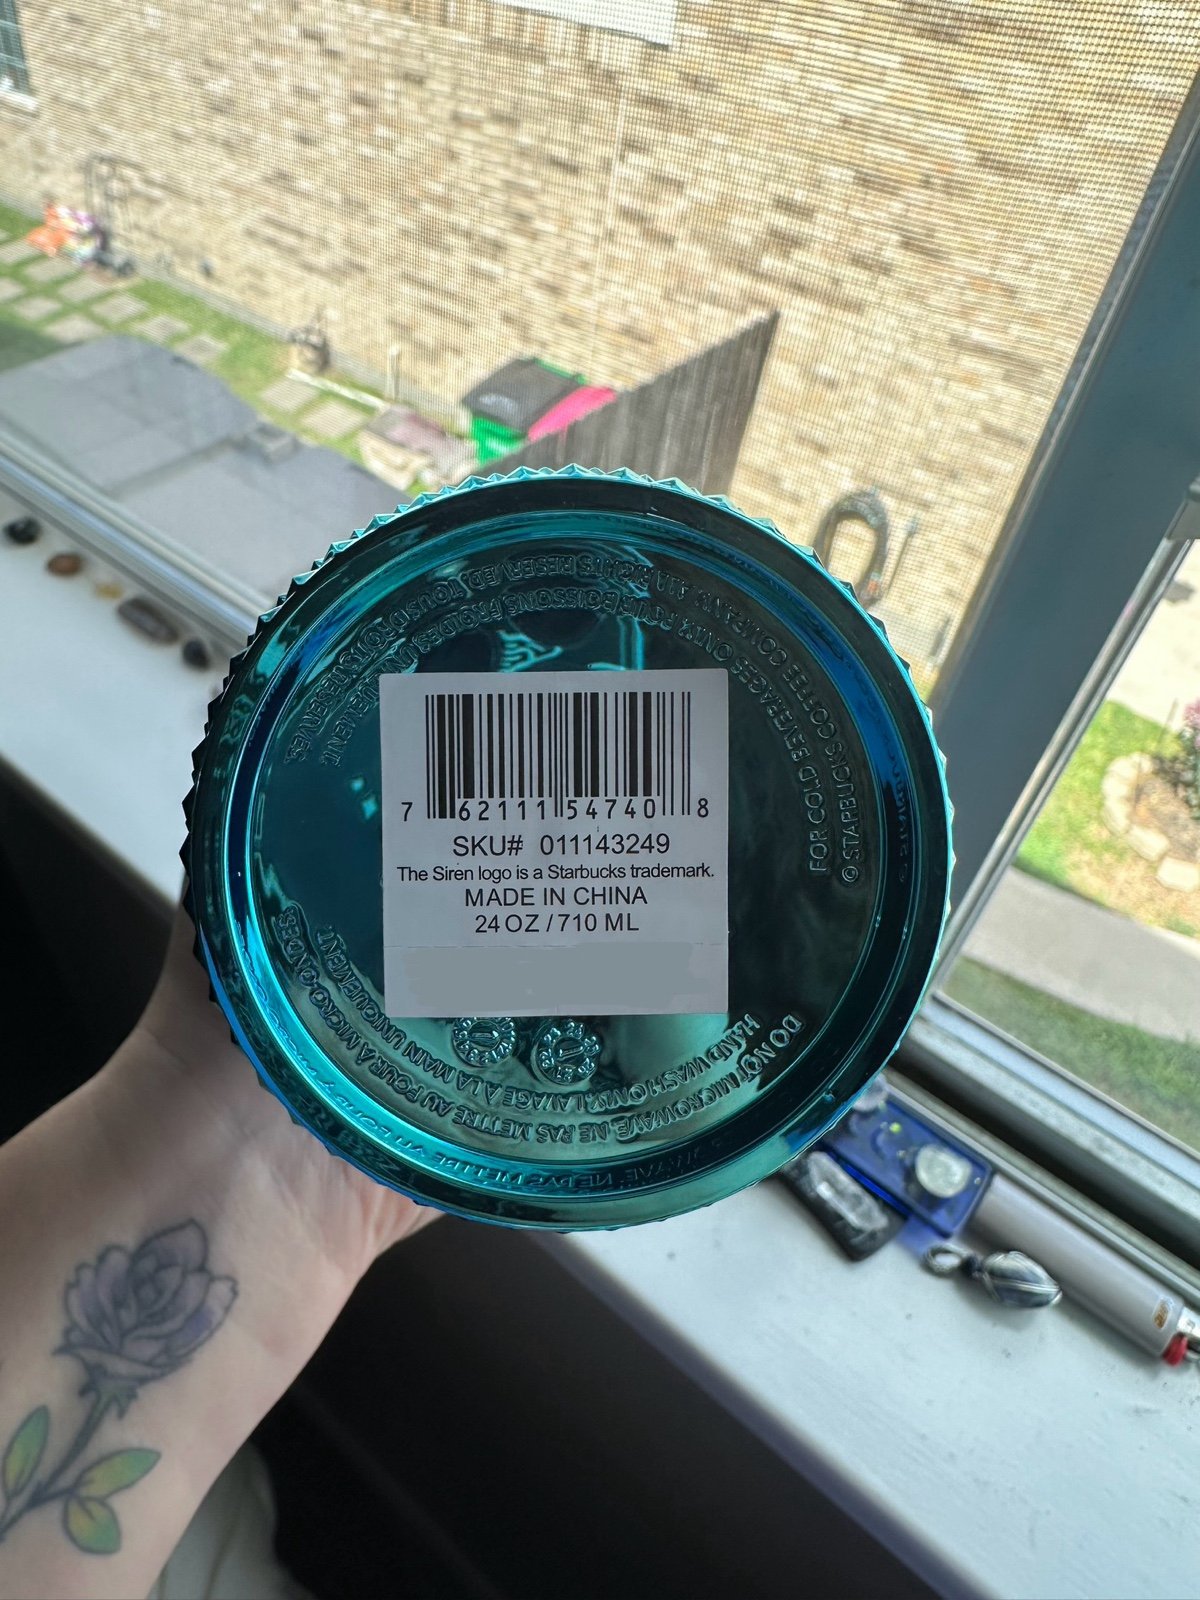 7 62111 54740 8
SKU# 011143249
The Siren logo is a Starbucks trademark.
MADE IN CHINA
24 OZ / 710 ML
© STARBUCKS COFFEE COMPANY. ALL RIGHTS RESERVED. TOUS DROITS RÉSERVÉS.
FOR COLD BEVERAGES ONLY. POUR BOISSONS FROIDES
DO NOT MICROWAVE. NE PAS METTRE AU FOUR À MICRO-ONDES.
HAND WASH ONLY. LAVAGE À LA MAIN UNIQUEMENT.